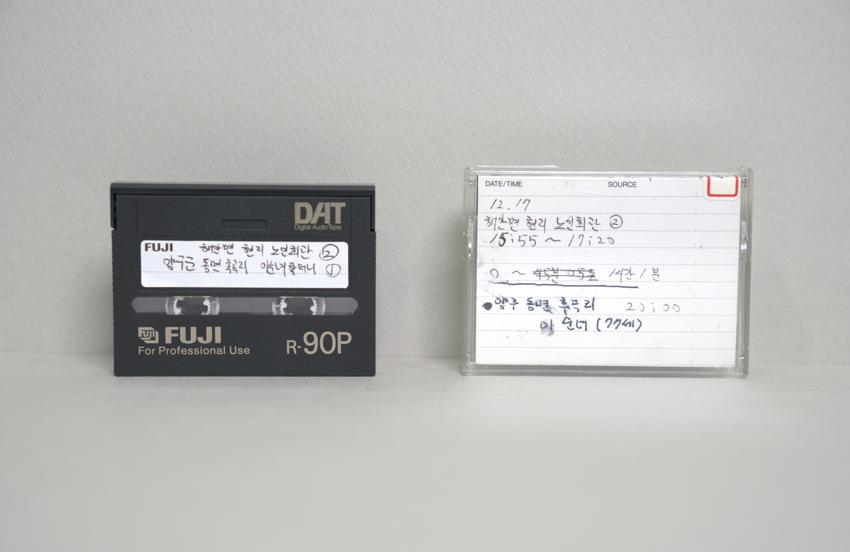 DAT
Digital Audio Tape
FUJI 해안면 현리 노인회관 ②
양구군 동면 후곡리 이순녀 할머니 ①
FUJI
FUJI
For Professional Use
R-90P
DATE/TIME SOURCE
12.17
해안면 현리 노인회관 ②
15:55 ~ 17:20
0 ~ 1시간 1분
양구 동면 후곡리 20:00
이순녀 (77세)